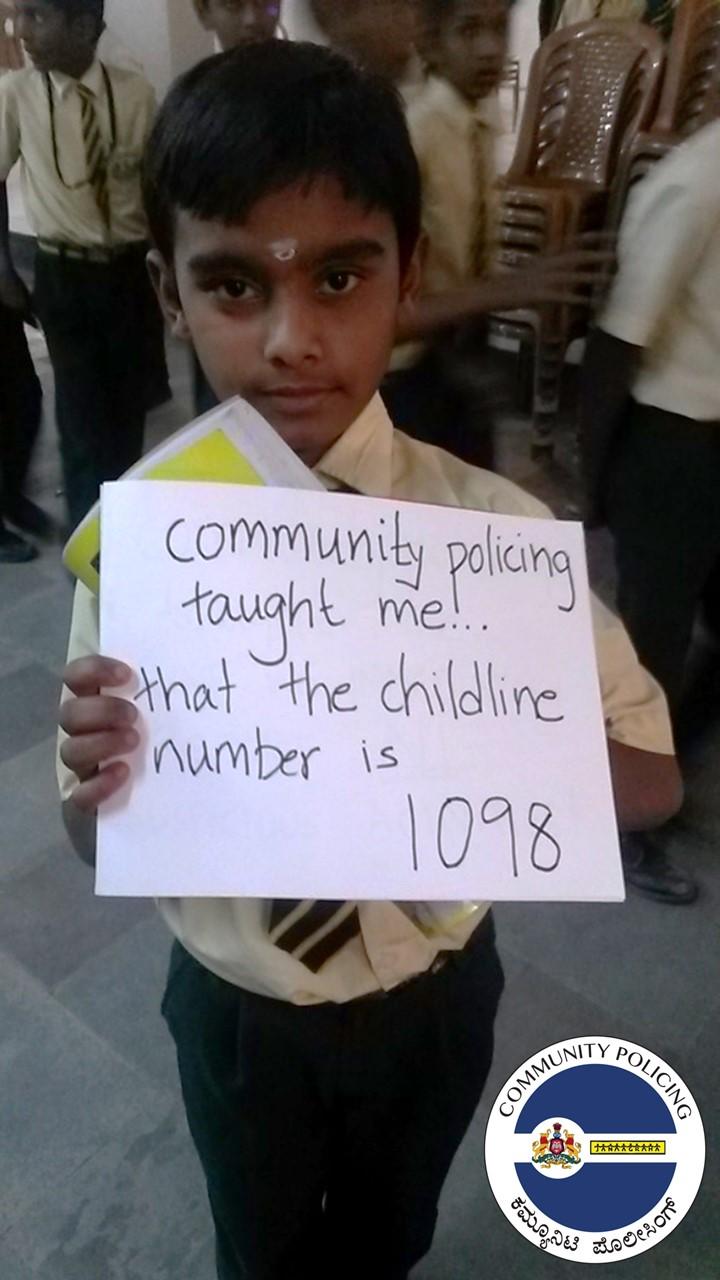 community policing
taught me!..
that the childline
number is
1098
COMMUNITY POLICING
ಕಮ್ಯೂನಿಟಿ ಪೊಲೀಸಿಂಗ್